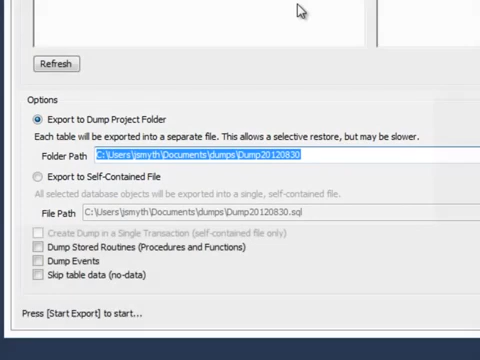 Refresh
Options
Export to Dump Project Folder
Each table will be exported into a separate file. This allows a selective restore, but may be slower.
Folder Path C:\Users\jsmyth\Documents\dumps\Dump20120830
Export to Self-Contained File
All selected database objects will be exported into a single, self-contained file.
File Path C:\Users\jsmyth\Documents\dumps\Dump20120830.sql
Create Dump in a Single Transaction (self-contained file only)
Dump Stored Routines (Procedures and Functions)
Dump Events
Skip table data (no-data)
Press [Start Export] to start...